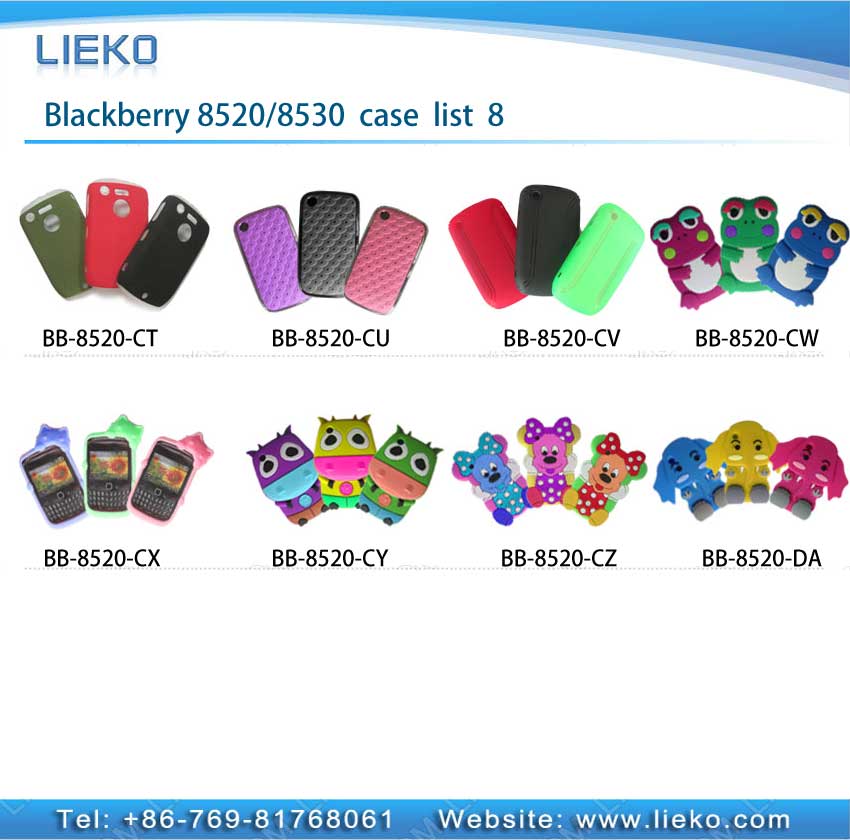 LIEKO
Blackberry 8520/8530 case list 8
BB-8520-CT BB-8520-CU BB-8520-CV BB-8520-CW
BB-8520-CX BB-8520-CY BB-8520-CZ BB-8520-DA
Tel: +86-769-81768061 Website: www.lieko.com